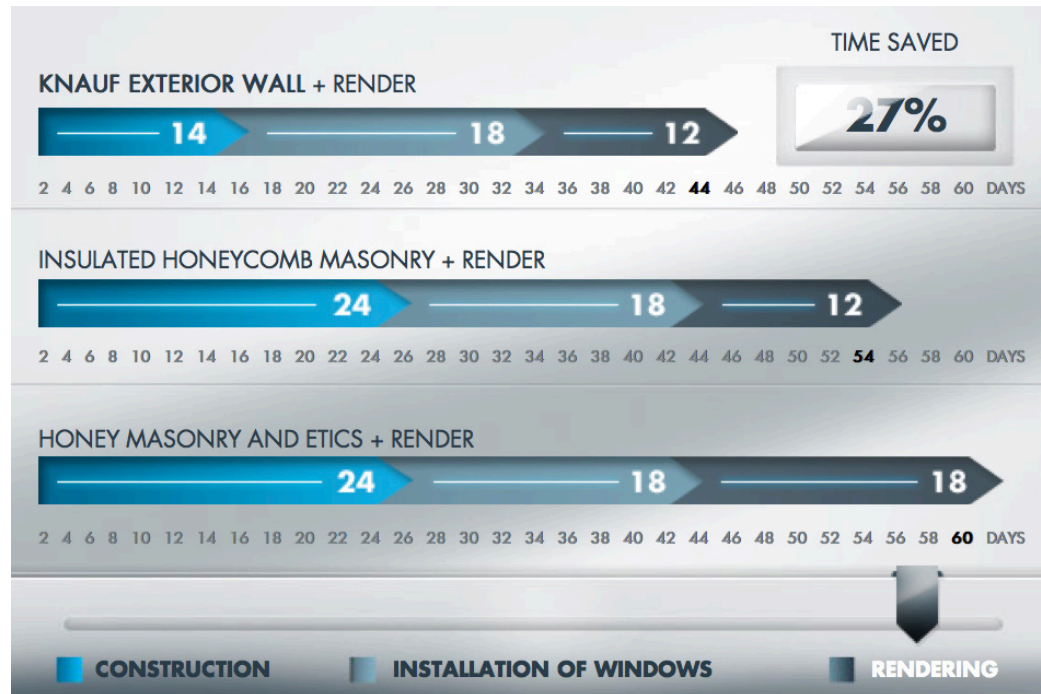 TIME SAVED
KNAUF EXTERIOR WALL + RENDER
27%
14 18 12
2 4 6 8 10 12 14 16 18 20 22 24 26 28 30 32 34 36 38 40 42 44 46 48 50 52 54 56 58 60 DAYS
INSULATED HONEYCOMB MASONRY + RENDER
24 18 12
2 4 6 8 10 12 14 16 18 20 22 24 26 28 30 32 34 36 38 40 42 44 46 48 50 52 54 56 58 60 DAYS
HONEY MASONRY AND ETICS + RENDER
24 18 18
2 4 6 8 10 12 14 16 18 20 22 24 26 28 30 32 34 36 38 40 42 44 46 48 50 52 54 56 58 60 DAYS
CONSTRUCTION INSTALLATION OF WINDOWS RENDERING